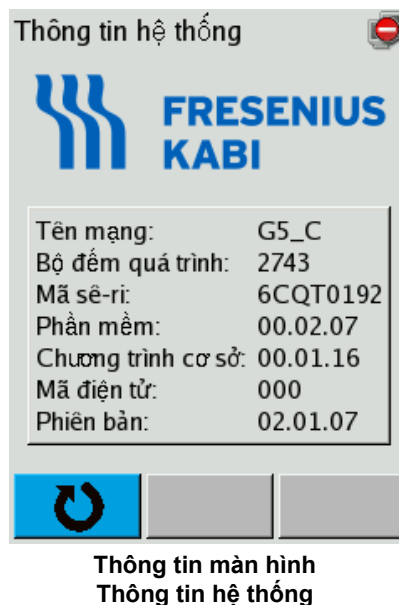 Thông tin hệ thống
FRESENIUS
KABI
Tên mạng: G5_C
Bộ đếm quá trình: 2743
Mã sê-ri: 6CQT0192
Phần mềm: 00.02.07
Chương trình cơ sở: 00.01.16
Mã điện tử: 000
Phiên bản: 02.01.07
Thông tin màn hình
Thông tin hệ thống